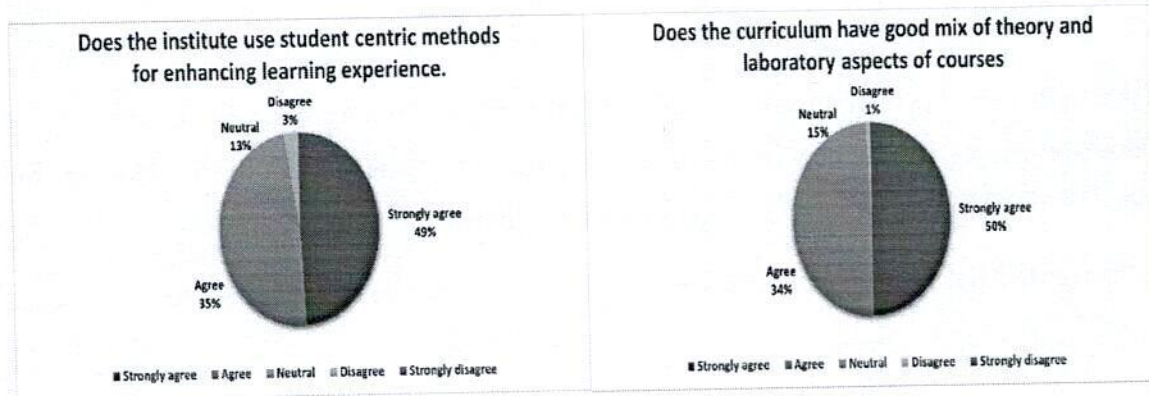 Does the institute use student centric methods
for enhancing learning experience.
Disagree
3%
Neutral
13%
Strongly agree
49%
Agree
35%
Strongly agree Agree Neutral Disagree Strongly disagree
Does the curriculum have good mix of theory and
laboratory aspects of courses
Disagree
1%
Neutral
15%
Strongly agree
50%
Agree
34%
Strongly agree Agree Neutral Disagree Strongly disagree